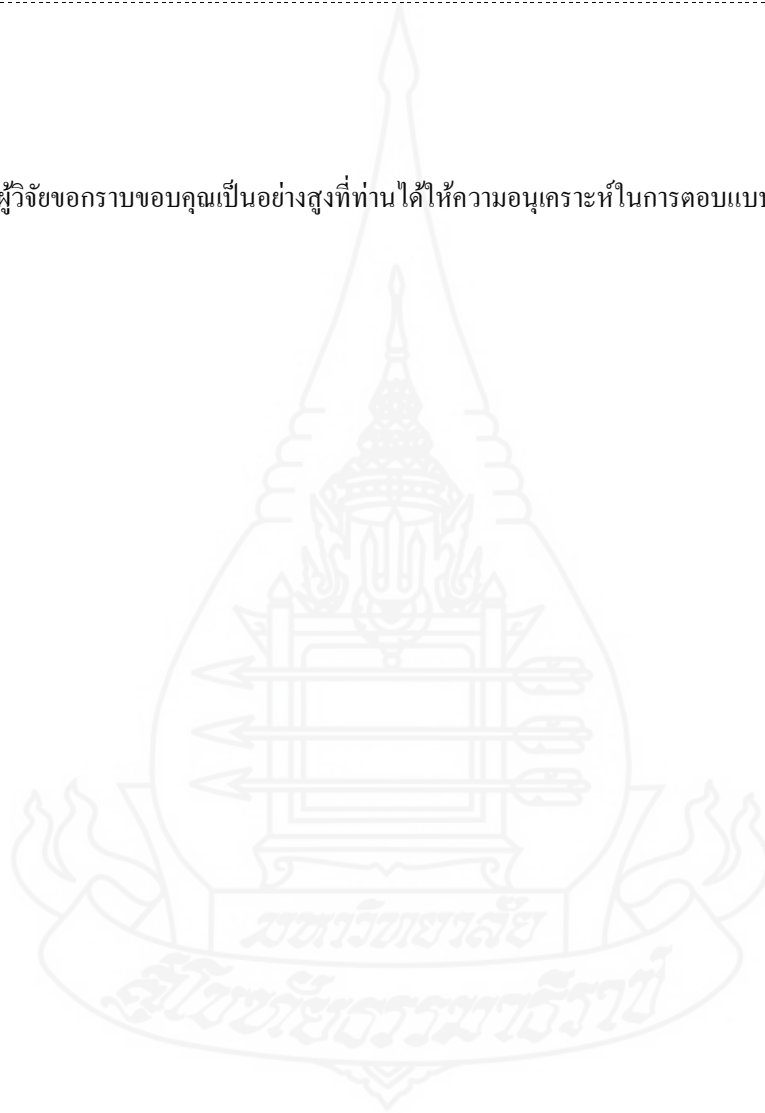 ผู้วิจัยขอกราบขอบคุณเป็นอย่างสูงที่ท่านได้ให้ความอนุเคราะห์ในการตอบแบบ
มหาวิทยาลัย
สุโขทัยธรรมาธิราช